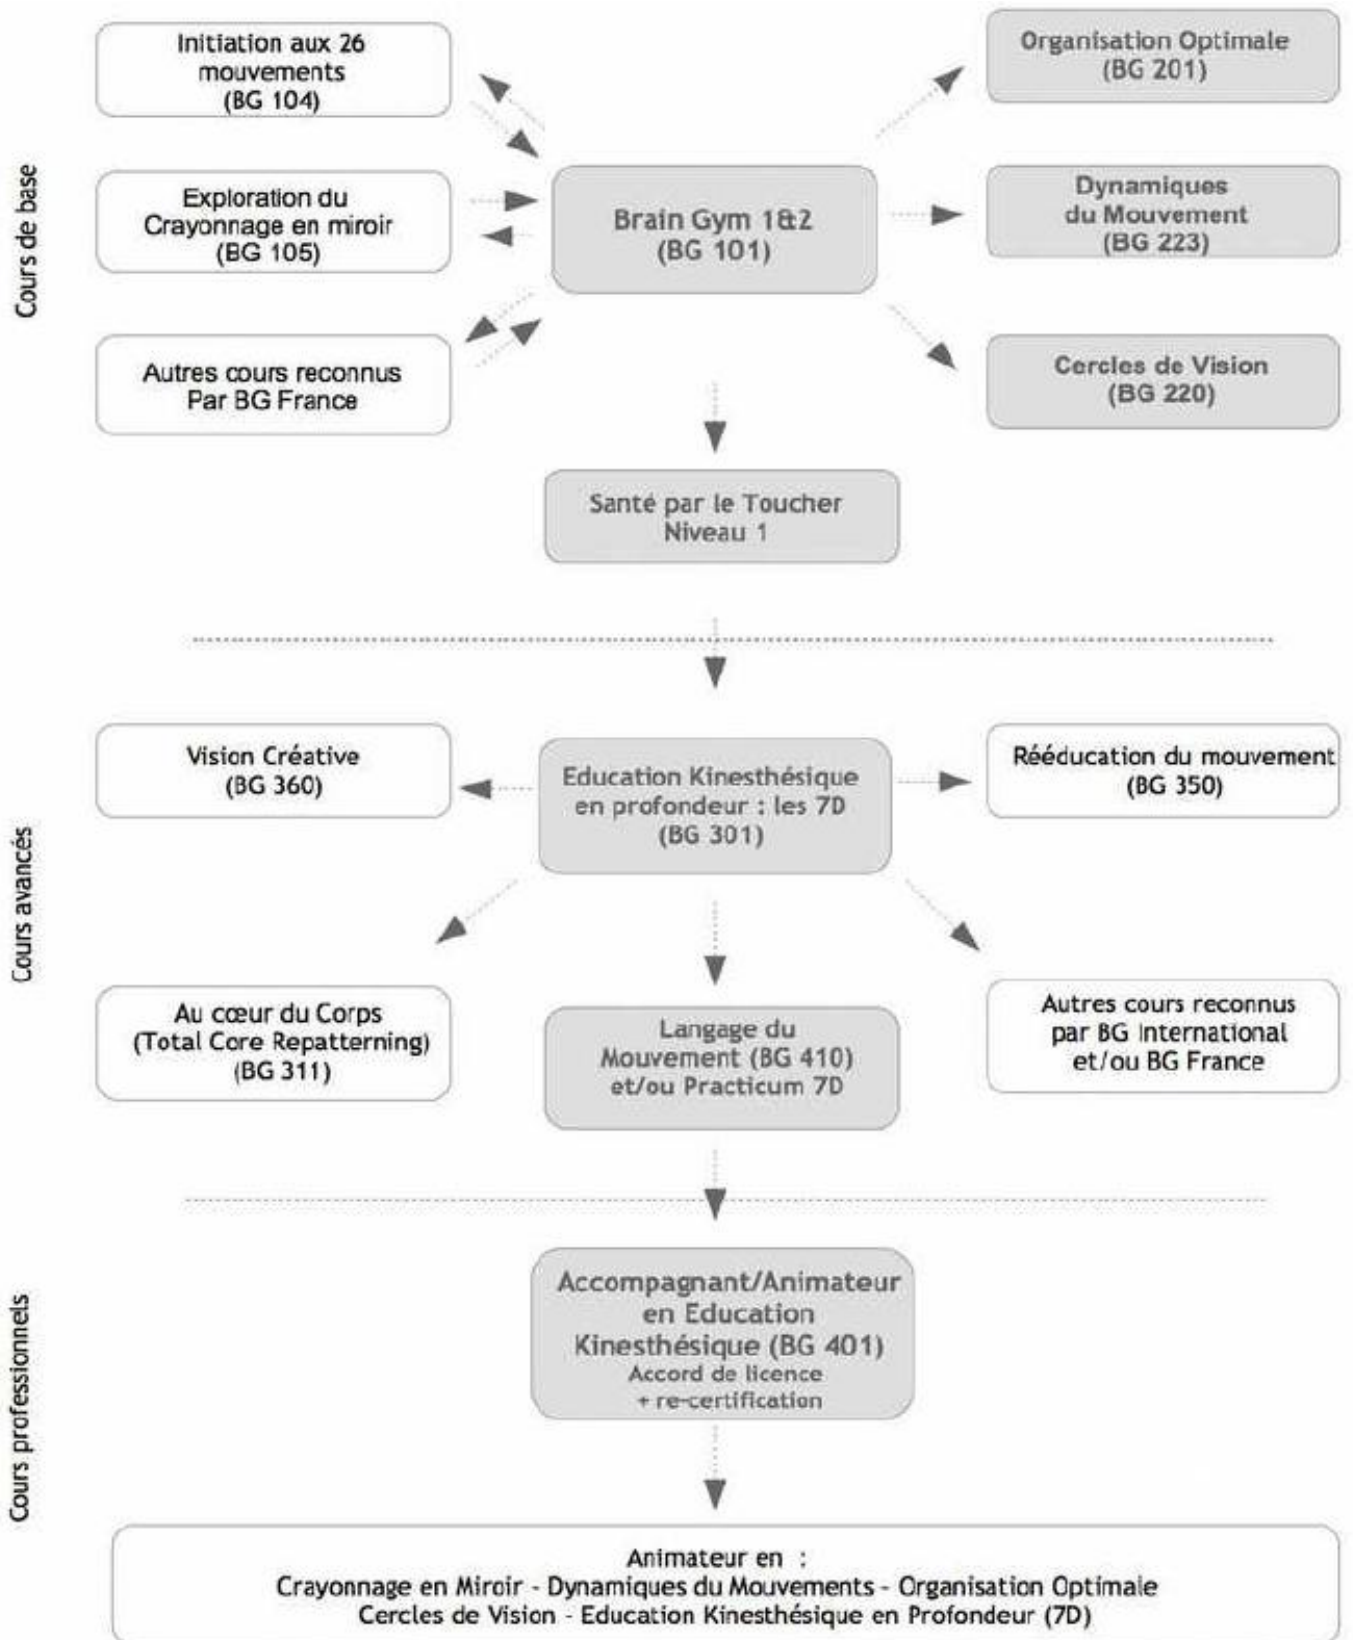 Cours de base
Initiation aux 26
mouvements
(BG 104)
Exploration du
Crayonnage en miroir
(BG 105)
Autres cours reconnus
Par BG France
Brain Gym 1&2
(BG 101)
Organisation Optimale
(BG 201)
Dynamiques
du Mouvement
(BG 223)
Cercles de Vision
(BG 220)
Santé par le Toucher
Niveau 1
Cours avancés
Vision Créative
(BG 360)
Education Kinesthésique
en profondeur : les 7D
(BG 301)
Rééducation du mouvement
(BG 350)
Au cœur du Corps
(Total Core Repatterning)
(BG 311)
Langage du
Mouvement (BG 410)
et/ou Practicum 7D
Autres cours reconnus
par BG International
et/ou BG France
Cours professionnels
Accompagnant/Animateur
en Education
Kinesthésique (BG 401)
Accord de licence
+ re-certification
Animateur en :
Crayonnage en Miroir - Dynamiques du Mouvements - Organisation Optimale
Cercles de Vision - Education Kinesthésique en Profondeur (7D)